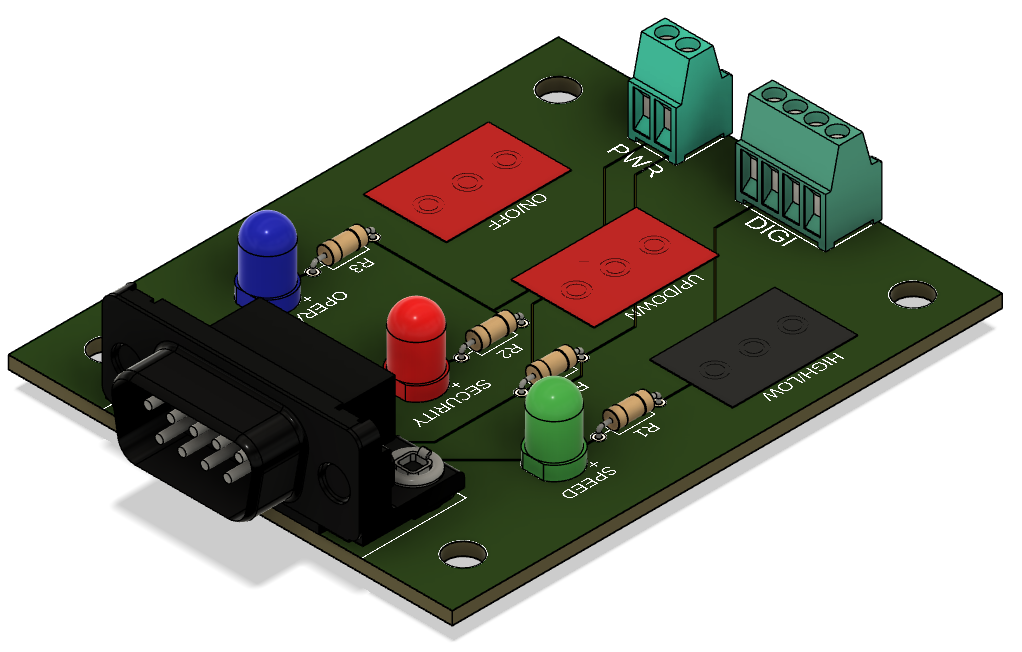 PWR
DIGI
ON/OFF
R3
UP/DOWN
R2
SECURITY
HIGH/LOW
R1
SPEED